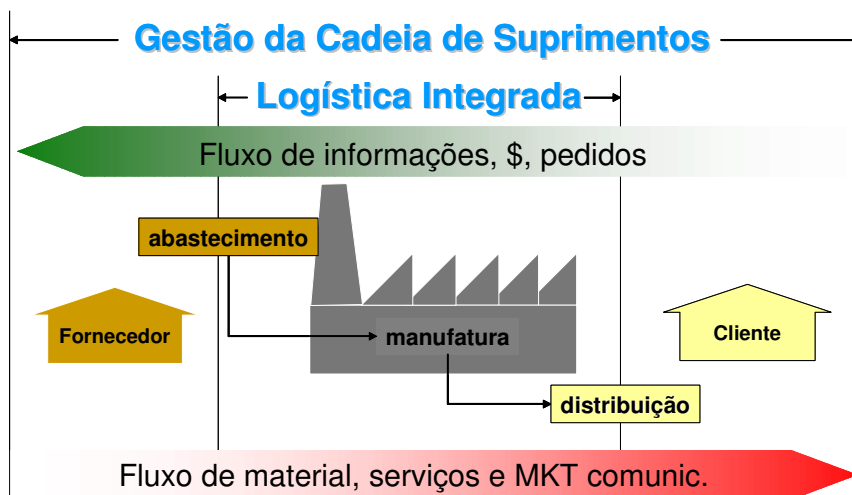 Gestão da Cadeia de Suprimentos
Logística Integrada
Fluxo de informações, $, pedidos
abastecimento
Fornecedor
manufatura
Cliente
distribuição
Fluxo de material, serviços e MKT comunic.